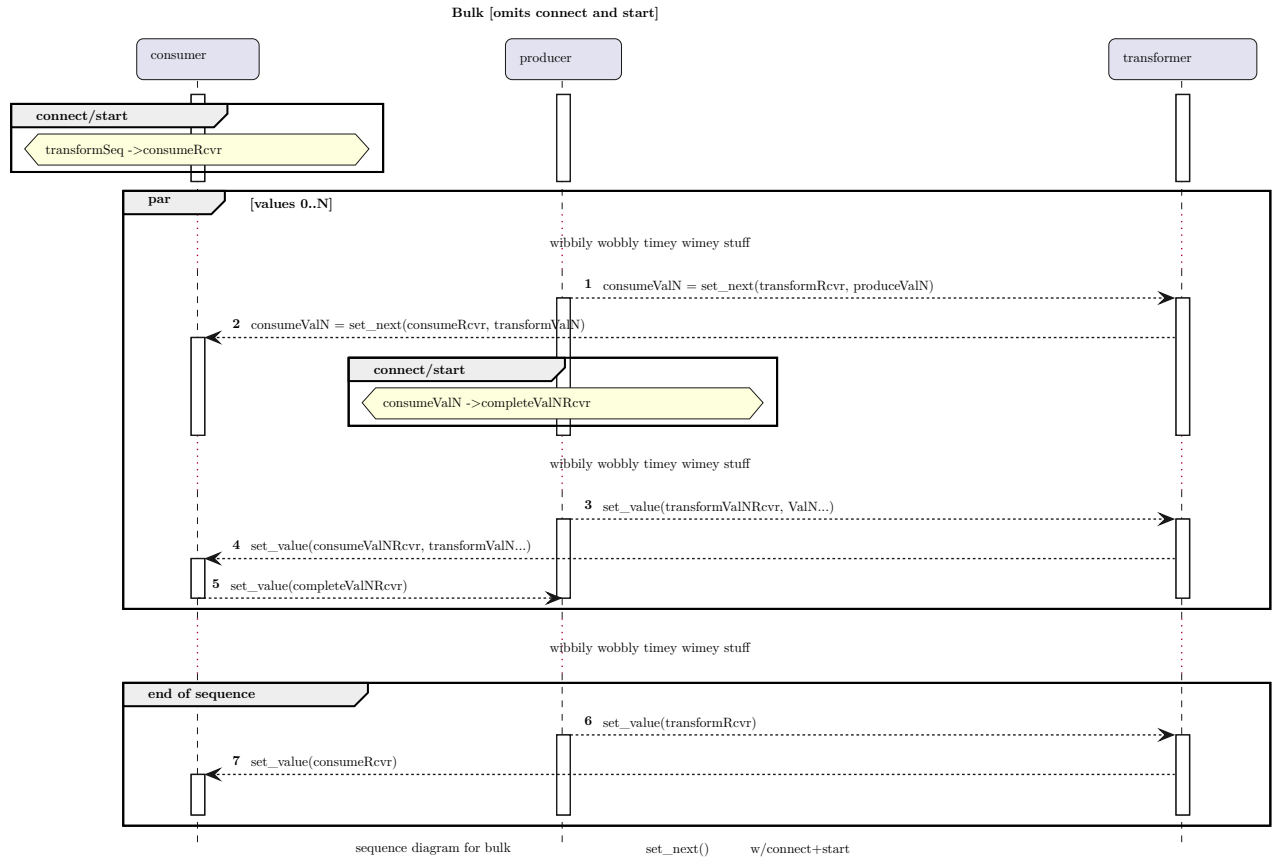 Bulk [omits connect and start]
consumer
producer
transformer
connect/start
transformSeq ->consumeRcvr
par
[values 0..N]
wibbily wobbly timey wimey stuff
1 consumeValN = set_next(transformRcvr, produceValN)
2 consumeValN = set_next(consumeRcvr, transformValN)
connect/start
consumeValN ->completeValNRcvr
wibbily wobbly timey wimey stuff
3 set_value(transformValNRcvr, ValN...)
4 set_value(consumeValNRcvr, transformValN...)
5 set_value(completeValNRcvr)
wibbily wobbly timey wimey stuff
end of sequence
6 set_value(transformRcvr)
7 set_value(consumeRcvr)
sequence diagram for bulk set_next() w/connect+start